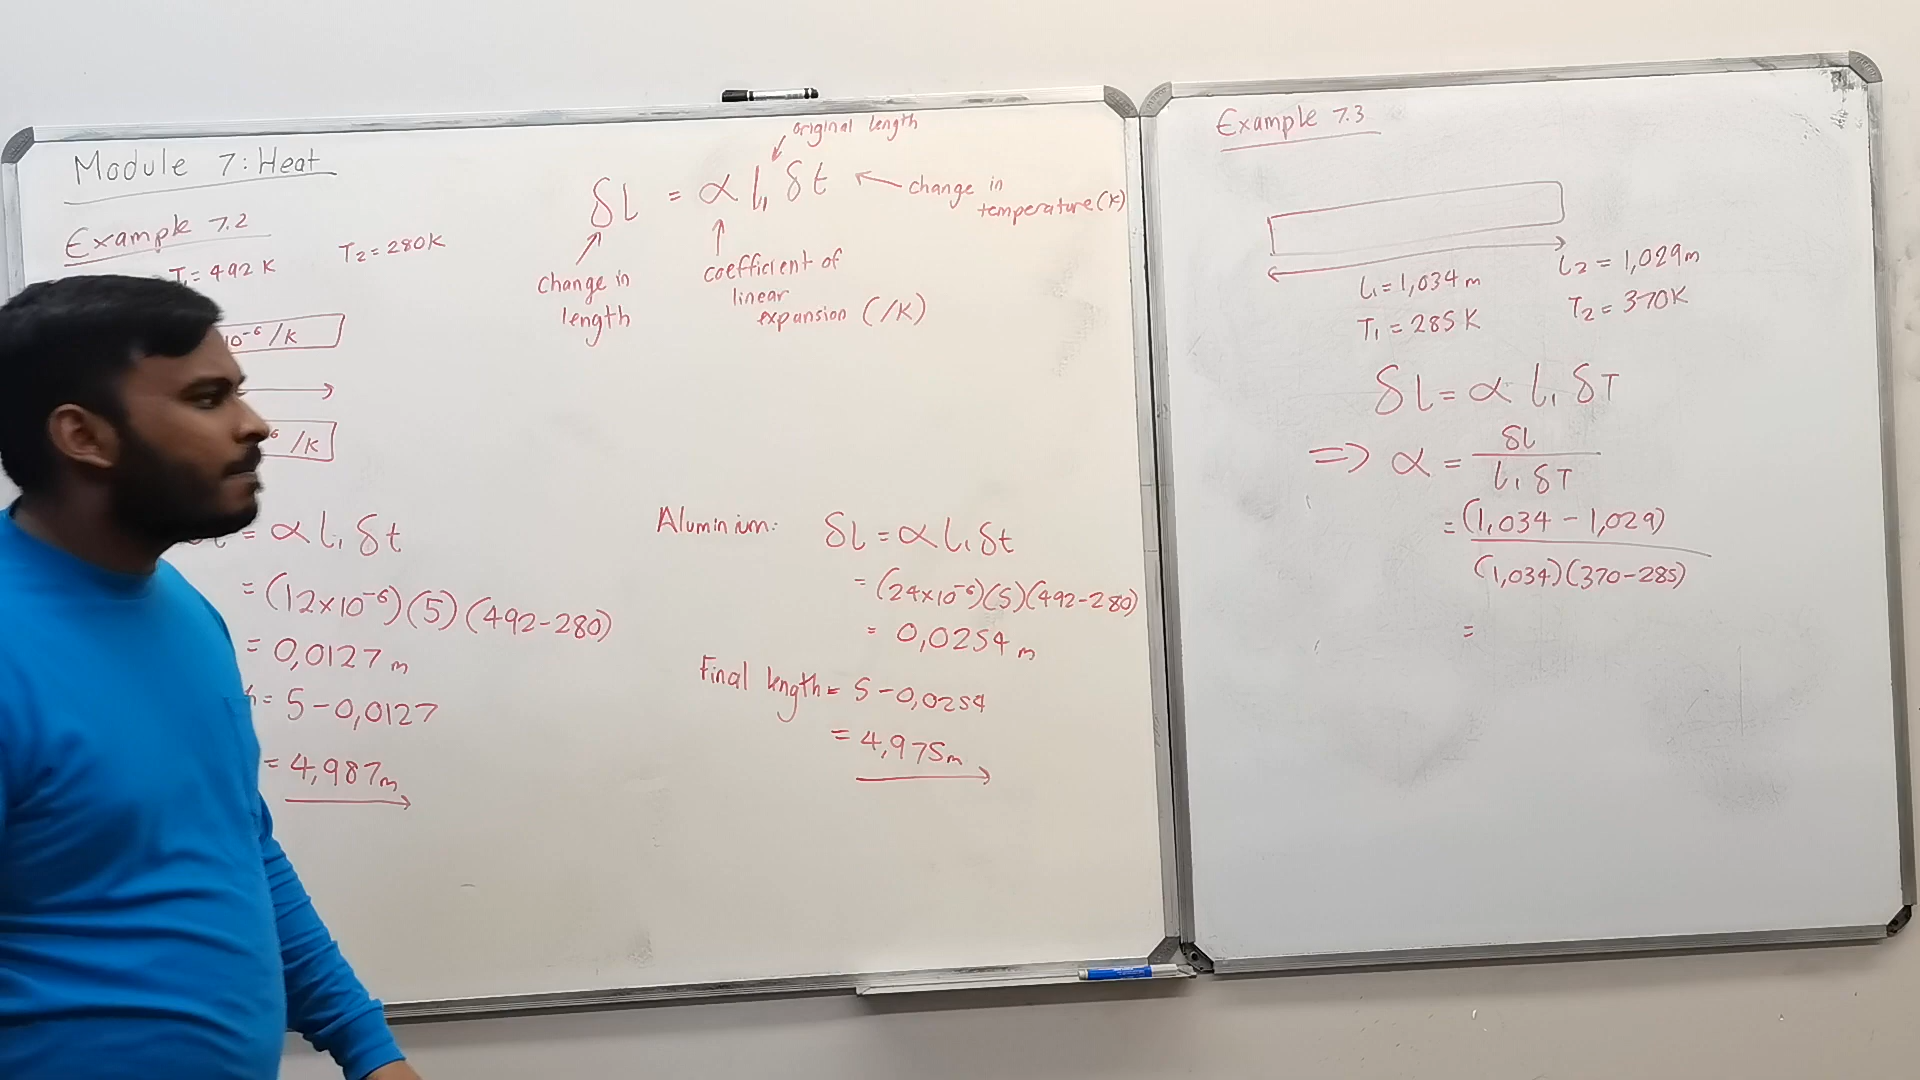 Module 7: Heat
Example 7.2
T₁ = 492 K
T₂ = 280K
10⁻⁶ /K
/K
δl = α l₁ δt
original length
change in temperature (K)
change in length
coefficient of linear expansion (/K)
= α l₁ δt
= (12×10⁻⁶)(5)(492-280)
= 0,0127 m
= 5 - 0,0127
= 4,987m
Aluminium: δl = α l₁ δt
= (24×10⁻⁶)(5)(492-280)
= 0,0254 m
Final length = 5 - 0,0254
= 4,975m
Example 7.3
l₁ = 1,034 m
T₁ = 285 K
l₂ = 1,029m
T₂ = 370K
δl = α l₁ δT
=> α = δl
l₁ δT
= (1,034 - 1,029)
(1,034)(370-285)
=